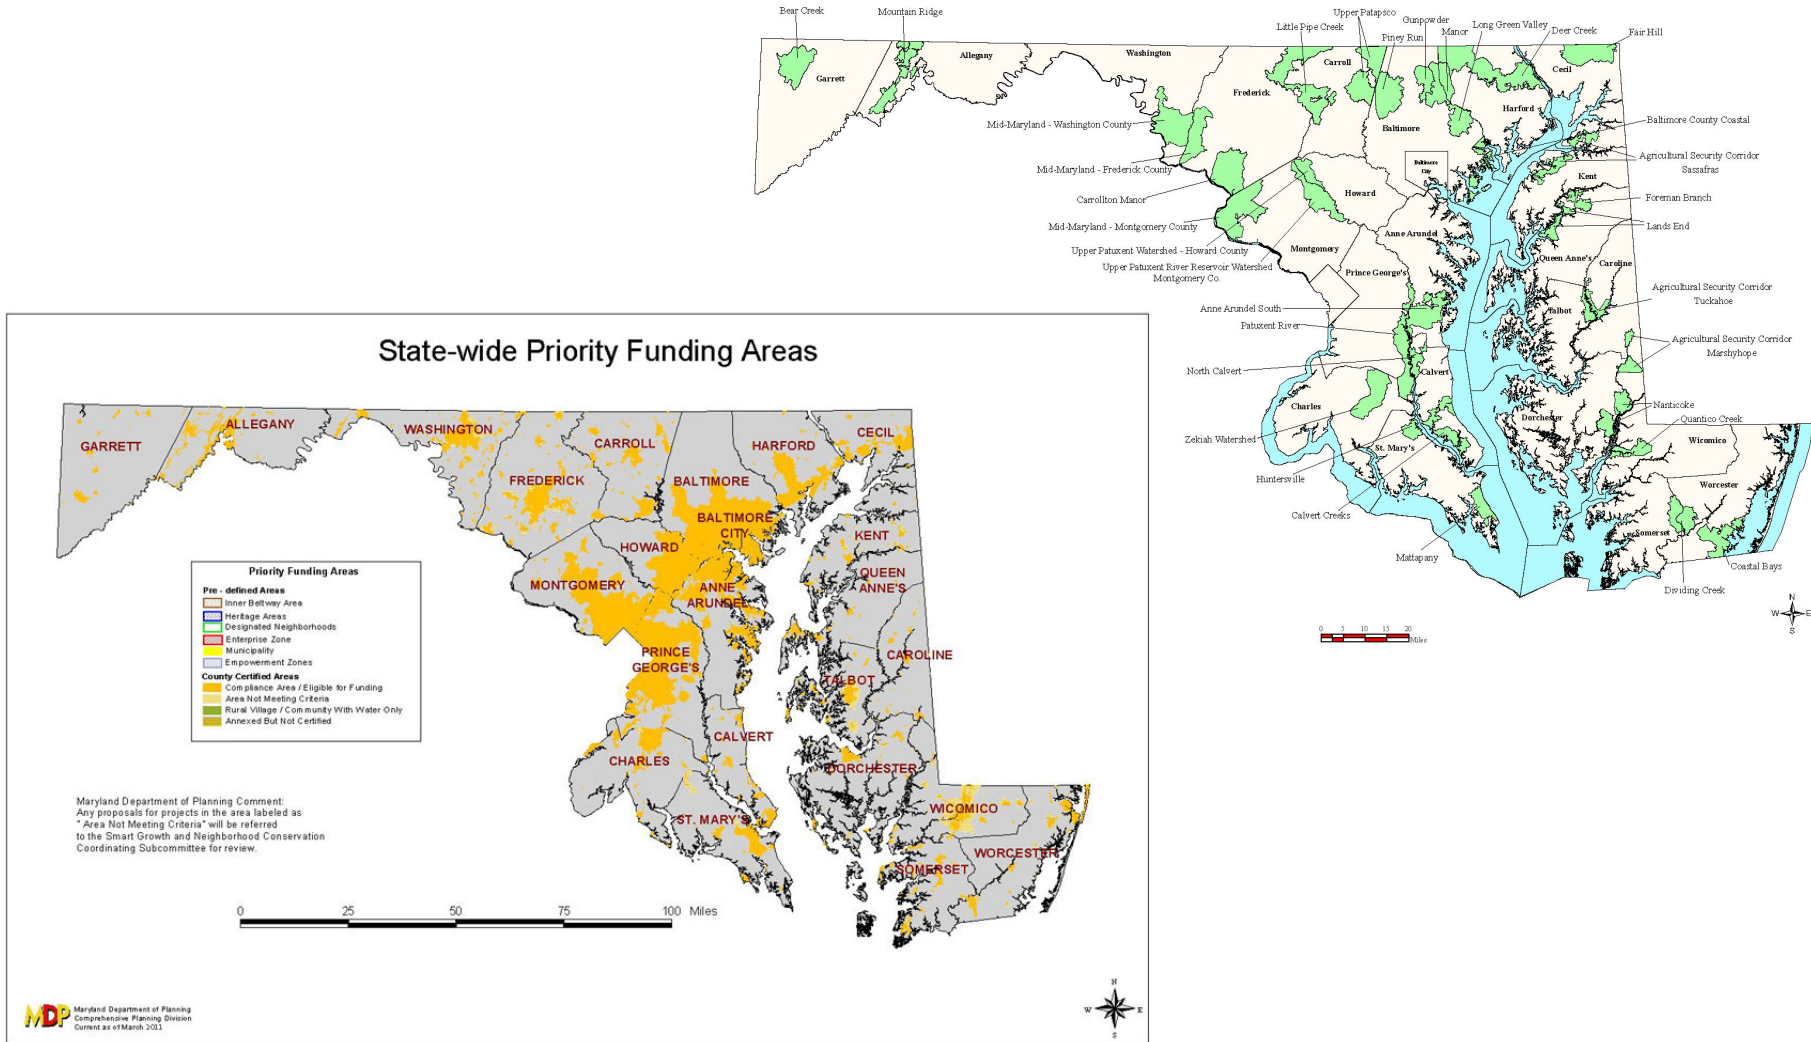 Bear Creek
Mountain Ridge
Upper Patapsco
Little Pipe Creek
Gunpowder
Piney Run
Manor
Long Green Valley
Deer Creek
Fair Hill
Garrett
Allegany
Washington
Frederick
Carroll
Baltimore
Harford
Cecil
Baltimore
City
Howard
Montgomery
Anne Arundel
Prince George's
Kent
Queen Anne's
Caroline
Talbot
Calvert
Charles
St. Mary's
Dorchester
Wicomico
Worcester
Somerset
Mid-Maryland - Washington County
Mid-Maryland - Frederick County
Carrollton Manor
Mid-Maryland - Montgomery County
Upper Patuxent Watershed - Howard County
Upper Patuxent River Reservoir Watershed
Montgomery Co.
Anne Arundel South
Patuxent River
North Calvert
Zekiah Watershed
Huntersville
Calvert Creeks
Mattapany
Baltimore County Coastal
Agricultural Security Corridor
Sassafras
Foreman Branch
Lands End
Agricultural Security Corridor
Tuckahoe
Agricultural Security Corridor
Marshyhope
Nanticoke
Quantico Creek
Coastal Bays
Dividing Creek
N
W E
S
0 5 10 15 20
Miles
State-wide Priority Funding Areas
GARRETT
ALLEGANY
WASHINGTON
FREDERICK
CARROLL
BALTIMORE
HARFORD
CECIL
BALTIMORE
CITY
HOWARD
MONTGOMERY
ANNE
ARUNDEL
PRINCE
GEORGE'S
KENT
QUEEN
ANNE'S
CAROLINE
TALBOT
CALVERT
CHARLES
ST. MARY'S
DORCHESTER
WICOMICO
WORCESTER
SOMERSET
Priority Funding Areas
Pre - defined Areas
Inner Beltway Area
Heritage Areas
Designated Neighborhoods
Enterprise Zone
Municipality
Empowerment Zones
County Certified Areas
Compliance Area / Eligible for Funding
Area Not Meeting Criteria
Rural Village / Community With Water Only
Annexed But Not Certified
Maryland Department of Planning Comment:
Any proposals for projects in the area labeled as
" Area Not Meeting Criteria" will be referred
to the Smart Growth and Neighborhood Conservation
Coordinating Subcommittee for review.
0 25 50 75 100 Miles
MDP
Maryland Department of Planning
Comprehensive Planning Division
Current as of March 2011
N
W E
S